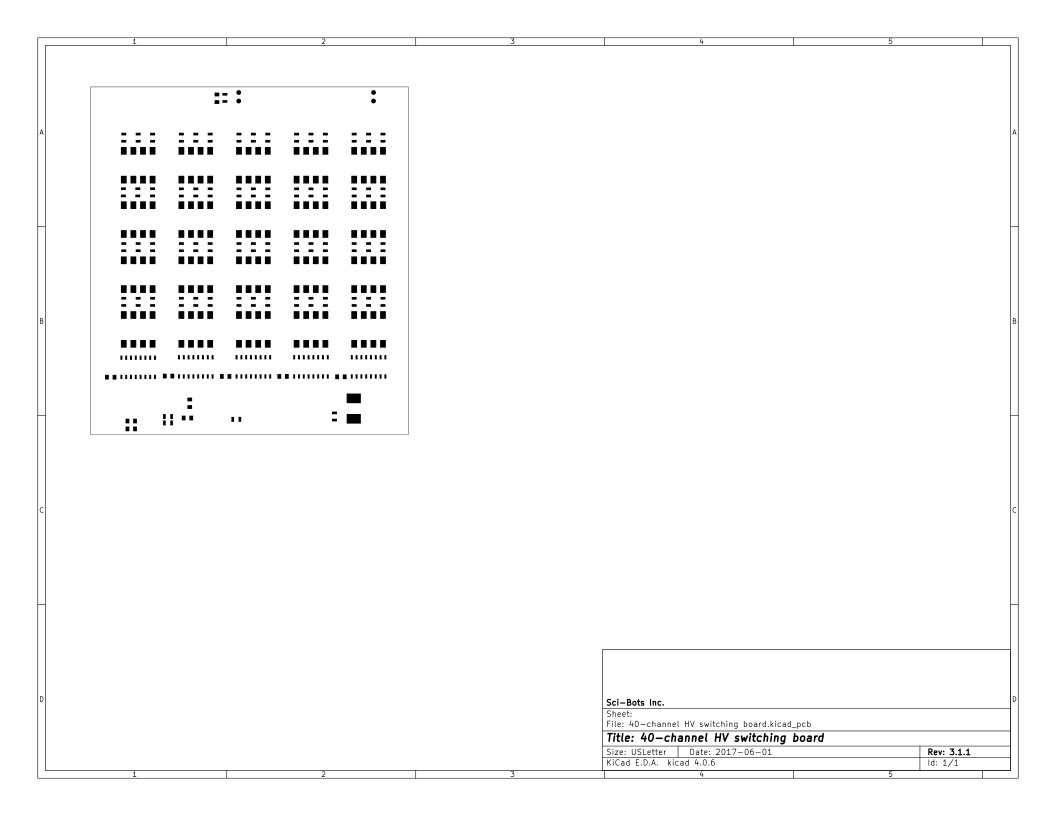 1 2 3 4 5
A A
B B
C C
D D
Sci-Bots Inc.
Sheet:
File: 40-channel HV switching board.kicad_pcb
Title: 40-channel HV switching board
Size: USLetter Date: 2017-06-01 Rev: 3.1.1
KiCad E.D.A. kicad 4.0.6 Id: 1/1
1 2 3 4 5